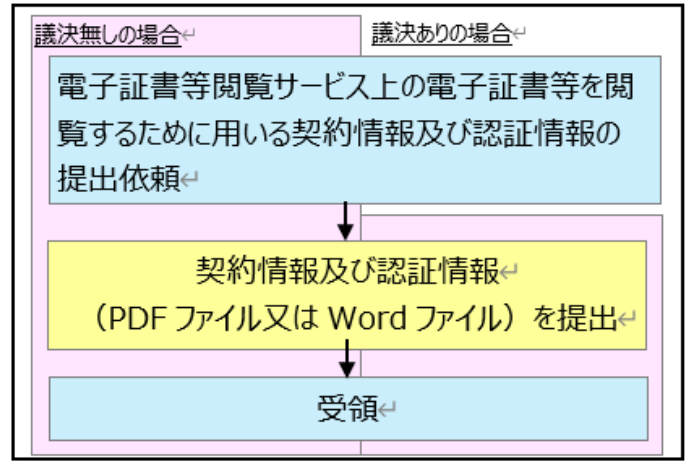 議決無しの場合↵
議決ありの場合↵
電子証書等閲覧サービス上の電子証書等を閲
覧するために用いる契約情報及び認証情報の
提出依頼↵
契約情報及び認証情報↵
（PDF ファイル又は Word ファイル）を提出↵
受領↵